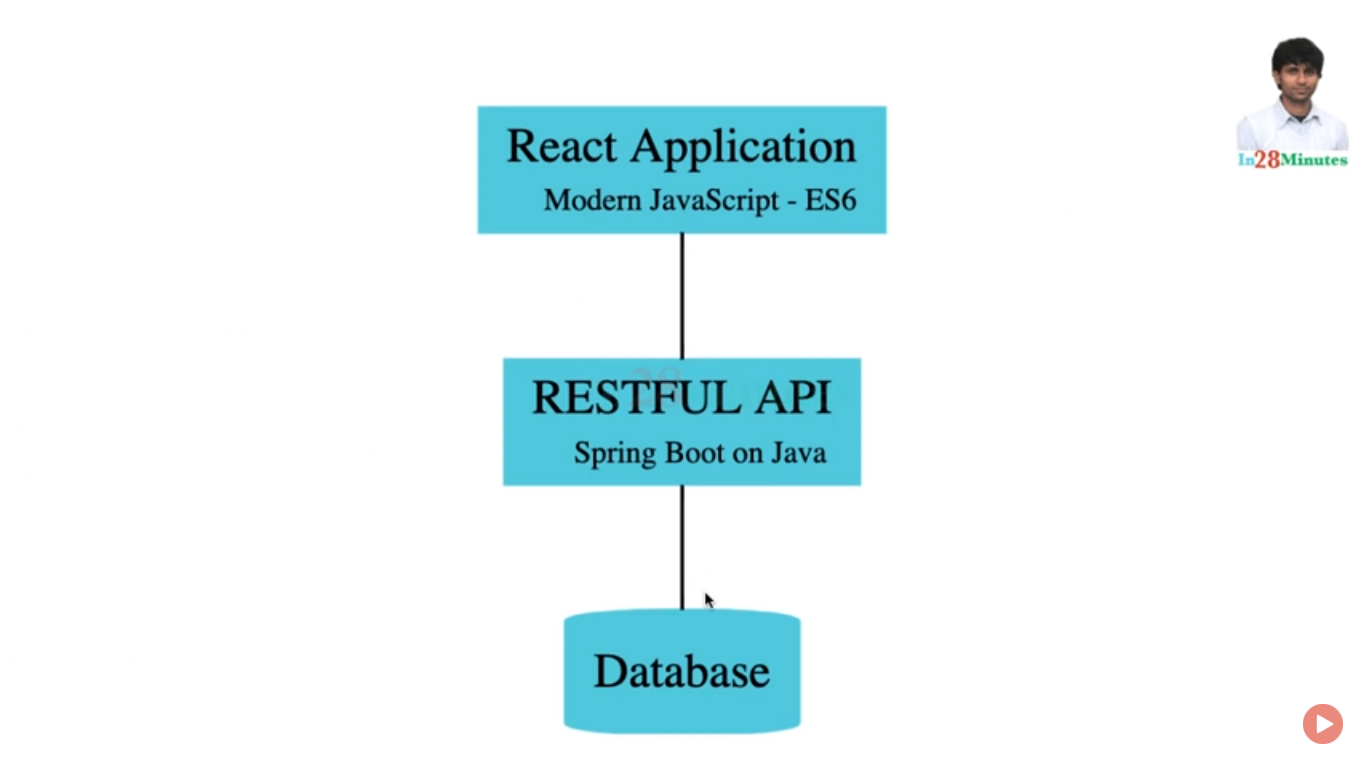 In28Minutes
React Application
Modern JavaScript - ES6
RESTFUL API
Spring Boot on Java
Database